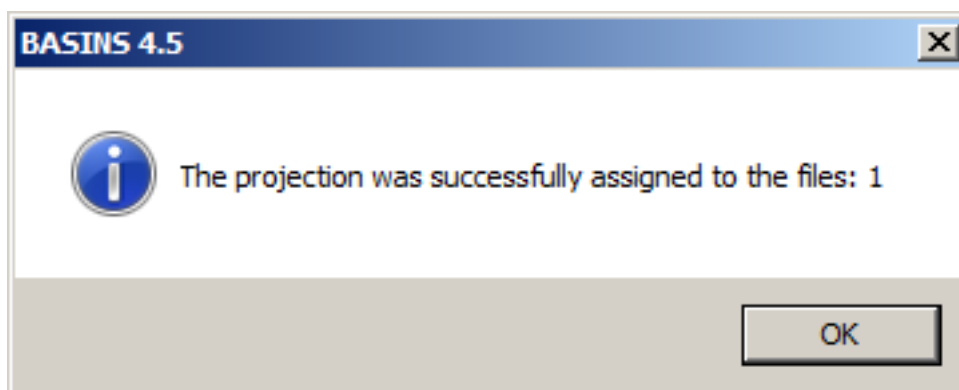 BASINS 4.5
The projection was successfully assigned to the files: 1
OK